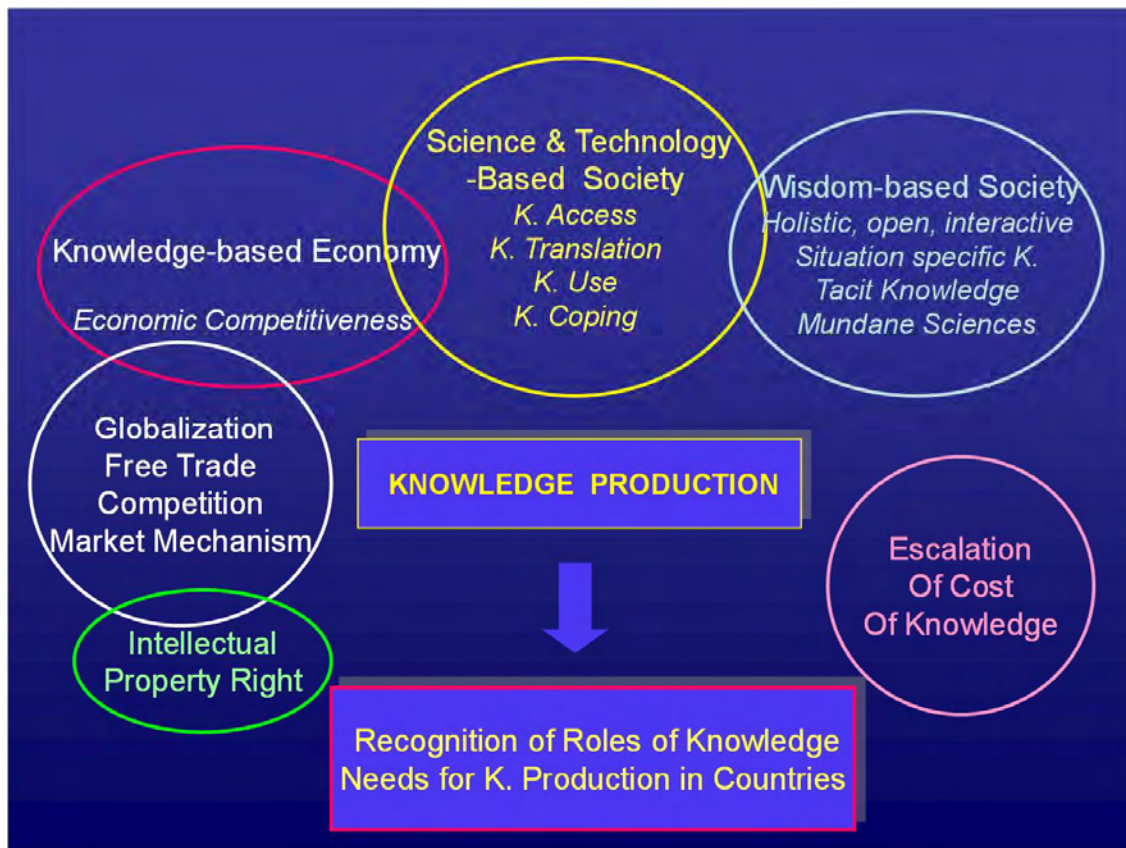 Science & Technology
-Based Society
K. Access
K. Translation
K. Use
K. Coping
Knowledge-based Economy
Economic Competitiveness
Wisdom-based Society
Holistic, open, interactive
Situation specific K.
Tacit Knowledge
Mundane Sciences
Globalization
Free Trade
Competition
Market Mechanism
KNOWLEDGE PRODUCTION
Escalation
Of Cost
Of Knowledge
Intellectual
Property Right
Recognition of Roles of Knowledge
Needs for K. Production in Countries